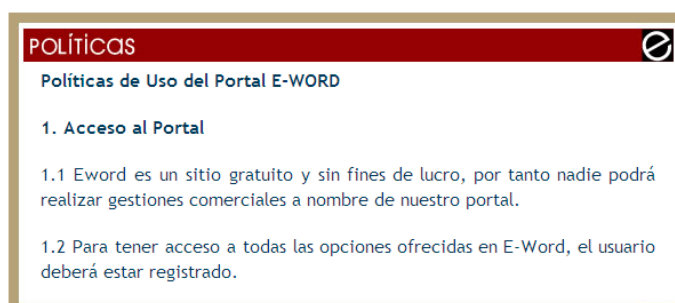 POLÍTICAS
Políticas de Uso del Portal E-WORD
1. Acceso al Portal
1.1 Eword es un sitio gratuito y sin fines de lucro, por tanto nadie podrá
realizar gestiones comerciales a nombre de nuestro portal.
1.2 Para tener acceso a todas las opciones ofrecidas en E-Word, el usuario
deberá estar registrado.